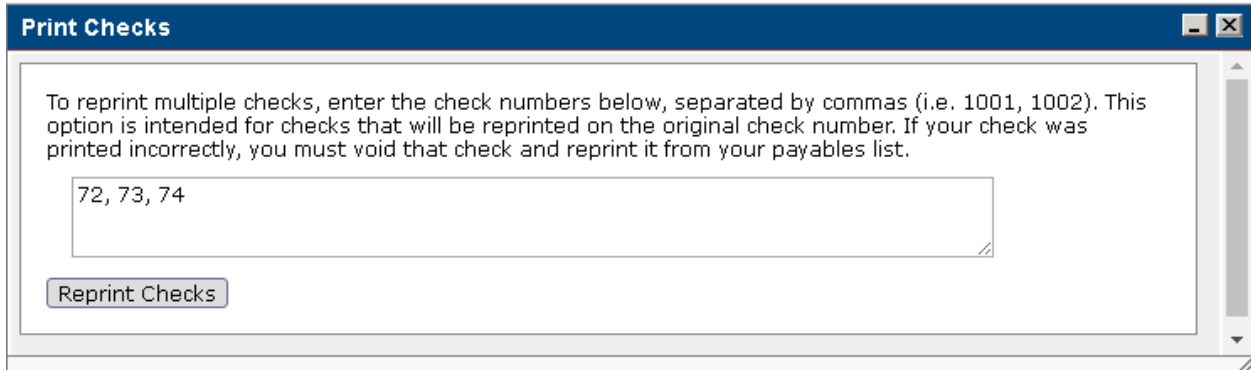 Print Checks
To reprint multiple checks, enter the check numbers below, separated by commas (i.e. 1001, 1002). This
option is intended for checks that will be reprinted on the original check number. If your check was
printed incorrectly, you must void that check and reprint it from your payables list.
72, 73, 74
Reprint Checks